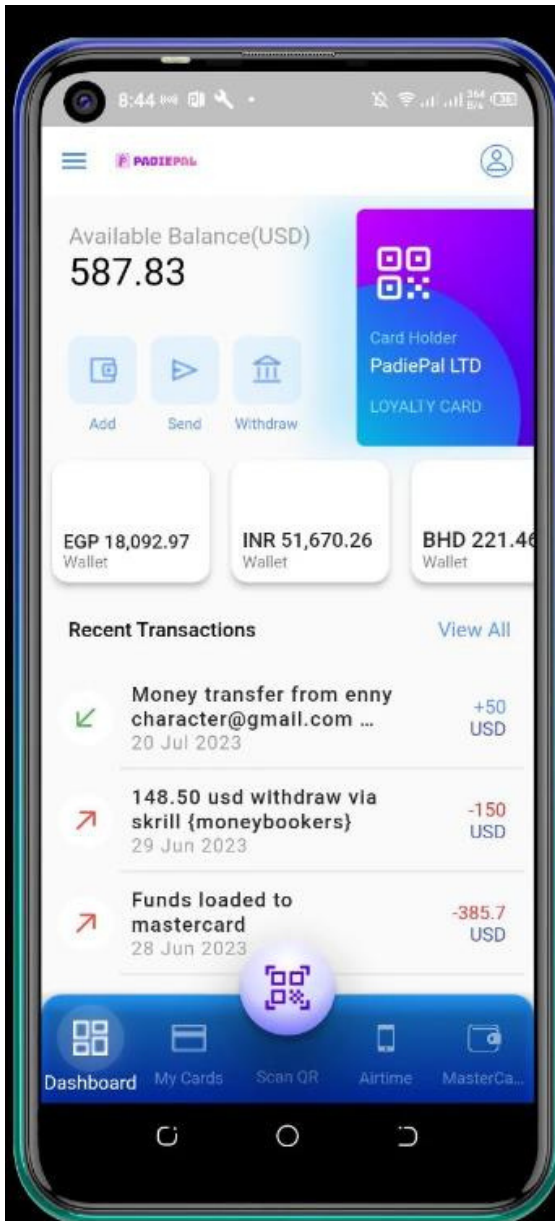 8:44
364
B/s
38
PADIEPAL
Available Balance(USD)
587.83
Add
Send
Withdraw
Card Holder
PadiePal LTD
LOYALTY CARD
EGP 18,092.97
Wallet
INR 51,670.26
Wallet
BHD 221.46
Wallet
Recent Transactions
View All
Money transfer from enny
character@gmail.com ...
20 Jul 2023
+50
USD
148.50 usd withdraw via
skrill {moneybookers}
29 Jun 2023
-150
USD
Funds loaded to
mastercard
28 Jun 2023
-385.7
USD
Dashboard
My Cards
Scan QR
Airtime
MasterCa...